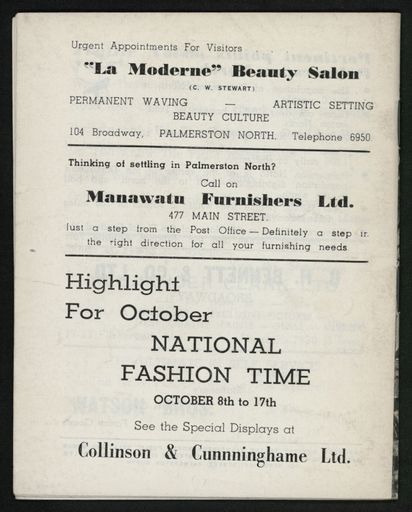 Urgent Appointments For Visitors
"La Moderne" Beauty Salon
(C. W. STEWART)
PERMANENT WAVING — ARTISTIC SETTING
BEAUTY CULTURE
104 Broadway, PALMERSTON NORTH. Telephone 6950
Thinking of settling in Palmerston North?
Call on
Manawatu Furnishers Ltd.
477 MAIN STREET.
Just a step from the Post Office — Definitely a step in
the right direction for all your furnishing needs
Highlight
For October
NATIONAL
FASHION TIME
OCTOBER 8th to 17th
See the Special Displays at
Collinson & Cunnninghame Ltd.